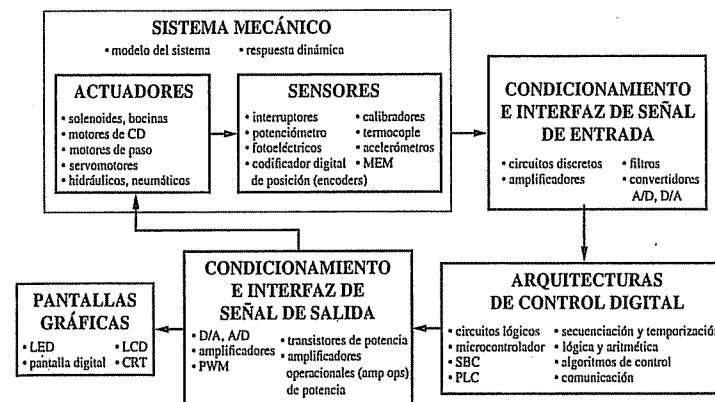 SISTEMA MECÁNICO
• modelo del sistema • respuesta dinámica
ACTUADORES
• solenoides, bocinas
• motores de CD
• motores de paso
• servomotores
• hidráulicos, neumáticos
SENSORES
• interruptores
• potenciómetro
• fotoeléctricos
• codificador digital
de posición (encoders)
• calibradores
• termocople
• acelerómetros
• MEM
CONDICIONAMIENTO
E INTERFAZ DE SEÑAL
DE ENTRADA
• circuitos discretos
• amplificadores
• filtros
• convertidores
A/D, D/A
ARQUITECTURAS
DE CONTROL DIGITAL
• circuitos lógicos
• microcontrolador
• SBC
• PLC
• secuenciación y temporización
• lógica y aritmética
• algoritmos de control
• comunicación
CONDICIONAMIENTO
E INTERFAZ DE
SEÑAL DE SALIDA
• D/A, A/D
• amplificadores
• PWM
• transistores de potencia
• amplificadores
operacionales (amp ops)
de potencia
PANTALLAS
GRÁFICAS
• LED
• pantalla digital
• LCD
• CRT